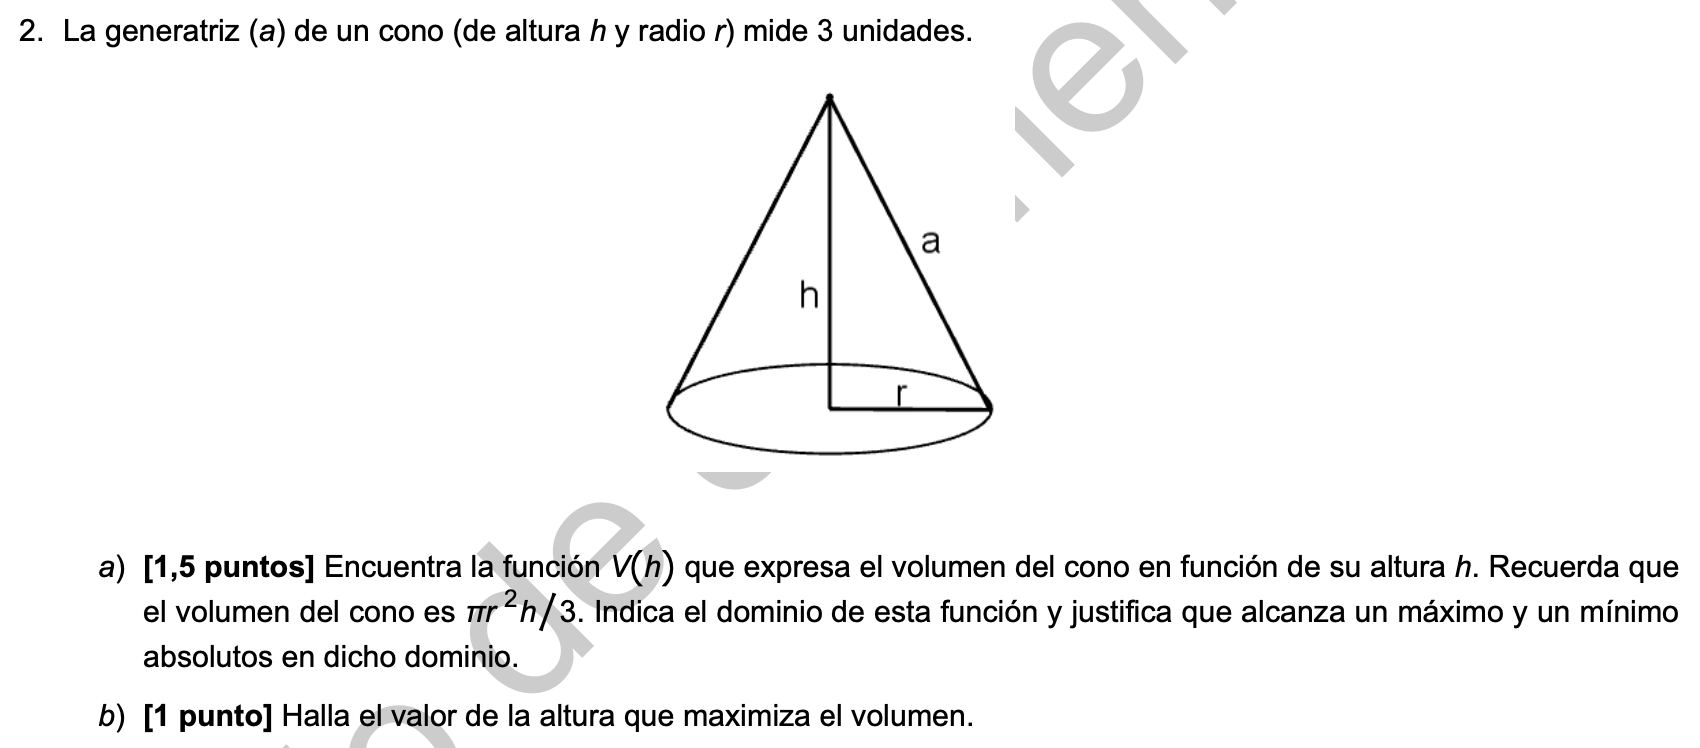 2. La generatriz (a) de un cono (de altura h y radio r) mide 3 unidades.
a
h
r
a) [1,5 puntos] Encuentra la función V(h) que expresa el volumen del cono en función de su altura h. Recuerda que
el volumen del cono es πr²h/3. Indica el dominio de esta función y justifica que alcanza un máximo y un mínimo
absolutos en dicho dominio.
b) [1 punto] Halla el valor de la altura que maximiza el volumen.
de